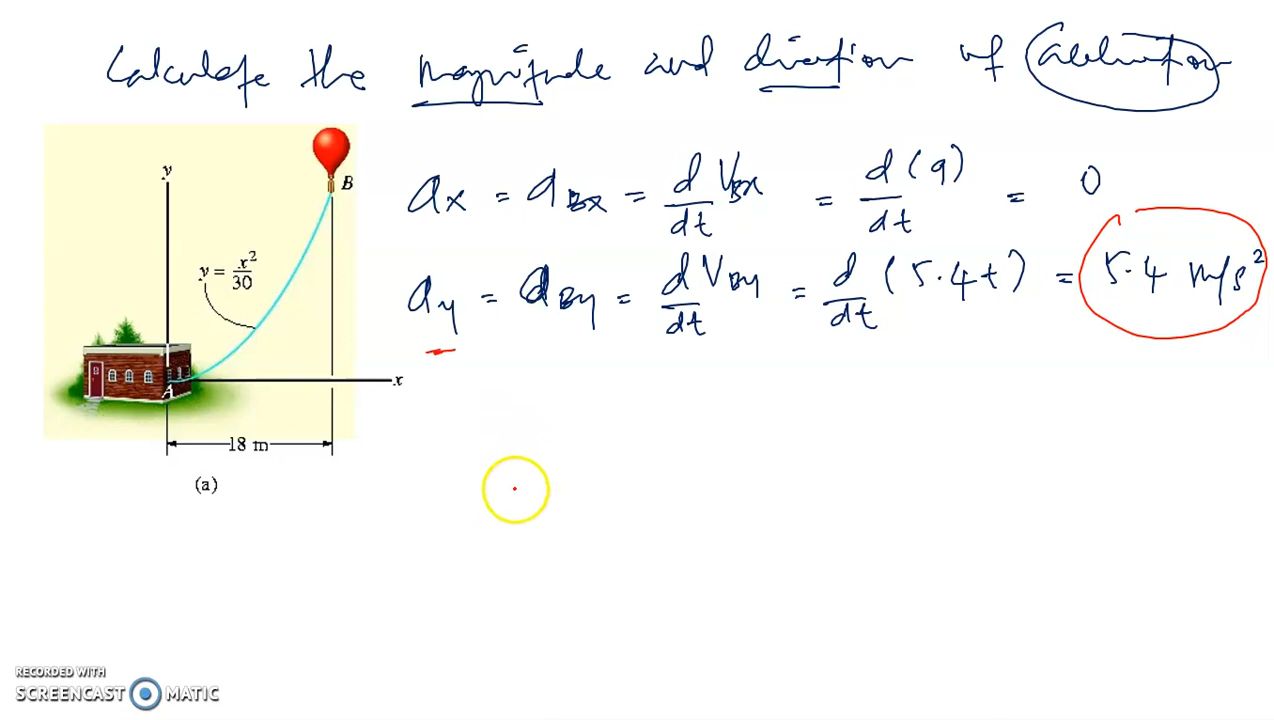 Calculate the magnitude and direction of acceleration
ax = aBx = d/dt VBx = d(9)/dt = 0
ay = aBy = d/dt VBy = d/dt (5.4t) = 5.4 m/s²
y
B
y = x²/30
A
x
18 m
(a)
RECORDED WITH
SCREENCAST MATIC